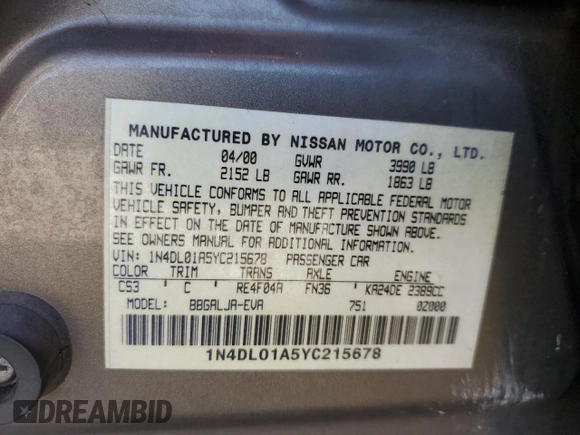 MANUFACTURED BY NISSAN MOTOR CO., LTD.
DATE 04/00 GVWR 3990 LB
GAWR FR. 2152 LB GAWR RR. 1863 LB
THIS VEHICLE CONFORMS TO ALL APPLICABLE FEDERAL MOTOR
VEHICLE SAFETY, BUMPER AND THEFT PREVENTION STANDARDS
IN EFFECT ON THE DATE OF MANUFACTURE SHOWN ABOVE.
SEE OWNERS MANUAL FOR ADDITIONAL INFORMATION.
VIN: 1N4DL01A5YC215678 PASSENGER CAR
COLOR TRIM TRANS AXLE ENGINE
CS3 C RE4F04A FN36 KA24DE 2389CC
MODEL: BBGALJA-EVA 751 0Z000
1N4DL01A5YC215678
DREAMBID